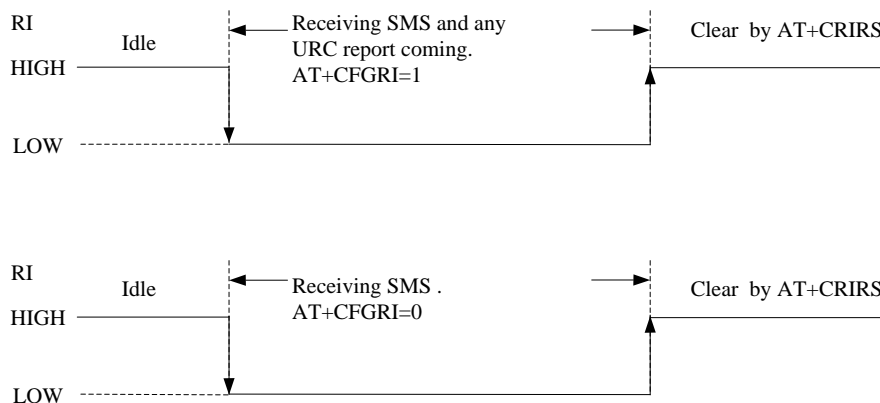 RI
Idle
Receiving SMS and any
URC report coming.
AT+CFGRI=1
Clear by AT+CRIRS
HIGH
LOW
RI
Idle
Receiving SMS .
AT+CFGRI=0
Clear by AT+CRIRS
HIGH
LOW